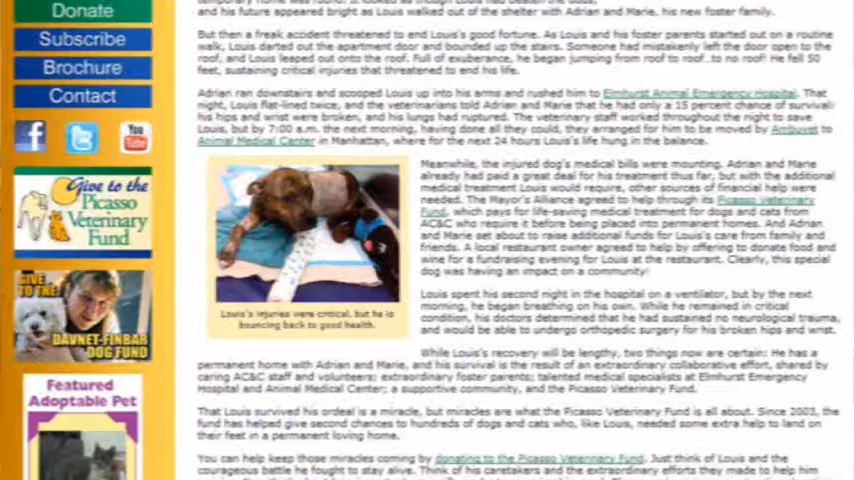 Donate
Subscribe
Brochure
Contact
f
You
Tube
Give to the
Picasso
Veterinary
Fund
GIVE
TO THE
DAVNET-FINBAR
DOG FUND
Featured
Adoptable Pet
temporary home was found. It looked as though Louis had beaten the odds,
and his future appeared bright as Louis walked out of the shelter with Adrian and Marie, his new foster family.
But then a freak accident threatened to end Louis's good fortune. As Louis and his foster parents started out on a routine
walk, Louis darted out the apartment door and bounded up the stairs. Someone had mistakenly left the door open to the
roof, and Louis leaped out onto the roof. Full of exuberance, he began jumping from roof to roof...to no roof! He fell 50
feet, sustaining critical injuries that threatened to end his life.
Adrian ran downstairs and scooped Louis up into his arms and rushed him to Elmhurst Animal Emergency Hospital. That
night, Louis flat-lined twice, and the veterinarians told Adrian and Marie that he had only a 15 percent chance of survival:
his hips and wrist were broken, and his lungs had ruptured. The veterinary staff worked throughout the night to save
Louis, but by 7:00 a.m. the next morning, having done all they could, they arranged for him to be moved by Ambuvet to
Animal Medical Center in Manhattan, where for the next 24 hours Louis's life hung in the balance.
Meanwhile, the injured dog's medical bills were mounting. Adrian and Marie
already had paid a great deal for his treatment thus far, but with the additional
medical treatment Louis would require, other sources of financial help were
needed. The Mayor's Alliance agreed to help through its Picasso Veterinary
Fund, which pays for life-saving medical treatment for dogs and cats from
AC&C who require it before being placed into permanent homes. And Adrian
and Marie set about to raise additional funds for Louis's care from family and
friends. A local restaurant owner agreed to help by offering to donate food and
wine for a fundraising evening for Louis at the restaurant. Clearly, this special
dog was having an impact on a community!
Louis's injuries were critical, but he is
bouncing back to good health.
Louis spent his second night in the hospital on a ventilator, but by the next
morning, he began breathing on his own. While he remained in critical
condition, his doctors determined that he had sustained no neurological trauma,
and would be able to undergo orthopedic surgery for his broken hips and wrist.
While Louis's recovery will be lengthy, two things now are certain: He has a
permanent home with Adrian and Marie, and his survival is the result of an extraordinary collaborative effort, shared by
caring AC&C staff and volunteers; extraordinary foster parents; talented medical specialists at Elmhurst Emergency
Hospital and Animal Medical Center; a supportive community, and the Picasso Veterinary Fund.
That Louis survived his ordeal is a miracle, but miracles are what the Picasso Veterinary Fund is all about. Since 2003, the
fund has helped give second chances to hundreds of dogs and cats who, like Louis, needed some extra help to land on
their feet in a permanent loving home.
You can help keep those miracles coming by donating to the Picasso Veterinary Fund. Just think of Louis and the
courageous battle he fought to stay alive. Think of his caretakers and the extraordinary efforts they made to help him